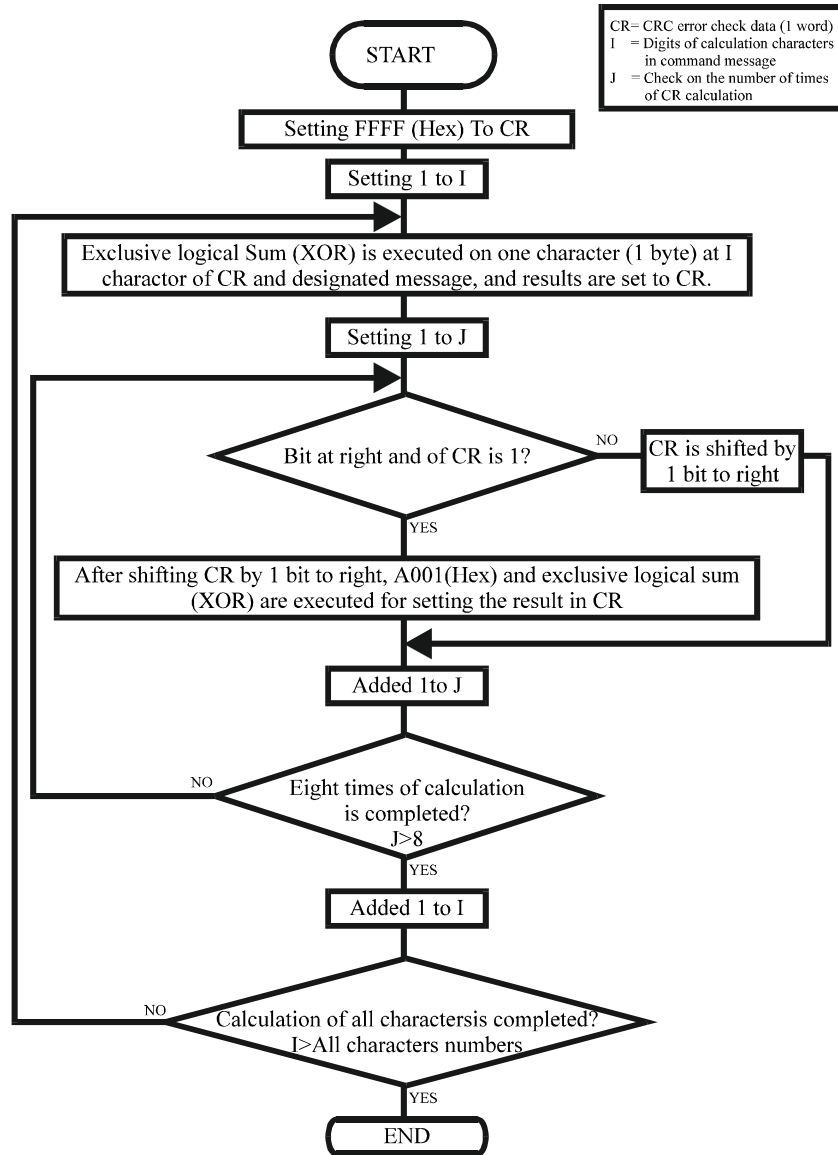 CR= CRC error check data (1 word)
I = Digits of calculation characters
in command message
J = Check on the number of times
of CR calculation
START
Setting FFFF (Hex) To CR
Setting 1 to I
Exclusive logical Sum (XOR) is executed on one character (1 byte) at I
charactor of CR and designated message, and results are set to CR.
Setting 1 to J
Bit at right and of CR is 1?
NO
CR is shifted by
1 bit to right
YES
After shifting CR by 1 bit to right, A001(Hex) and exclusive logical sum
(XOR) are executed for setting the result in CR
Added 1to J
NO
Eight times of calculation
is completed?
J>8
YES
Added 1 to I
NO
Calculation of all charactersis completed?
I>All characters numbers
YES
END